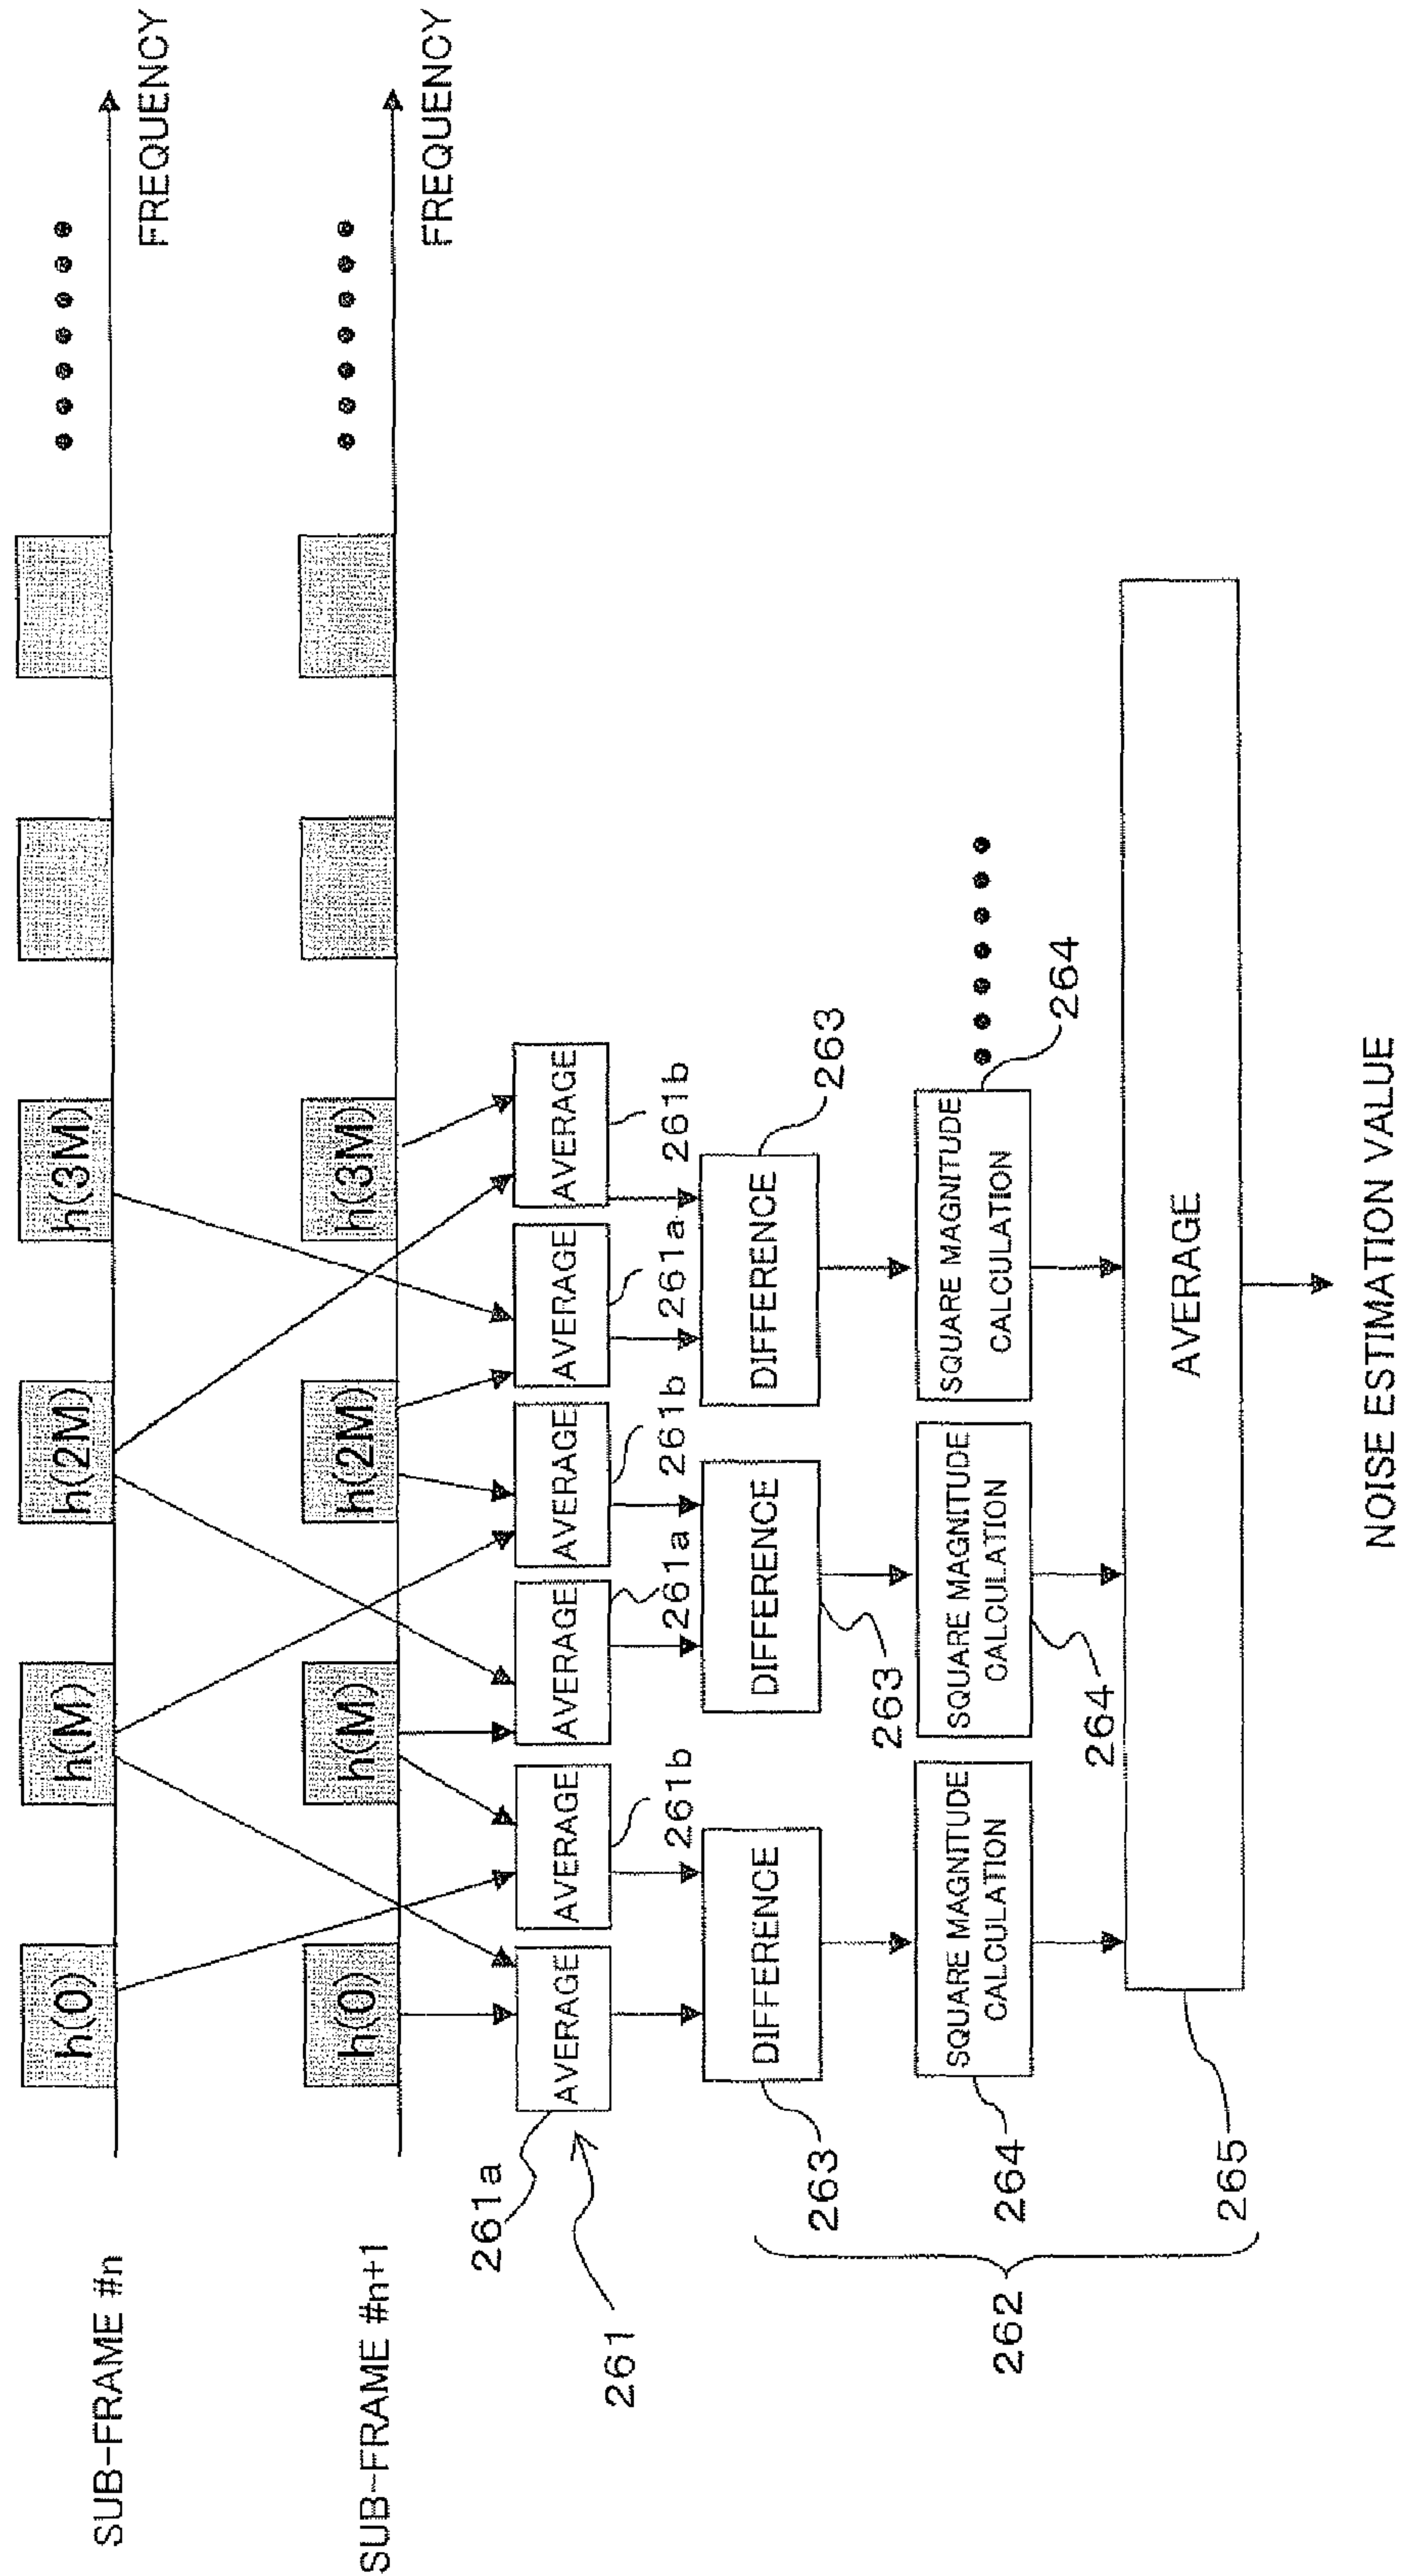 SUB-FRAME #n
h(0)
h(M)
h(2M)
h(3M)
FREQUENCY
SUB-FRAME #n+1
h(0)
h(M)
h(2M)
h(3M)
FREQUENCY
261a
261
AVERAGE
AVERAGE
AVERAGE
AVERAGE
AVERAGE
AVERAGE
261b
261a
261b
261a
261b
262
263
DIFFERENCE
DIFFERENCE
DIFFERENCE
263
263
264
SQUARE MAGNITUDE
CALCULATION
SQUARE MAGNITUDE
CALCULATION
SQUARE MAGNITUDE
CALCULATION
264
264
265
AVERAGE
NOISE ESTIMATION VALUE